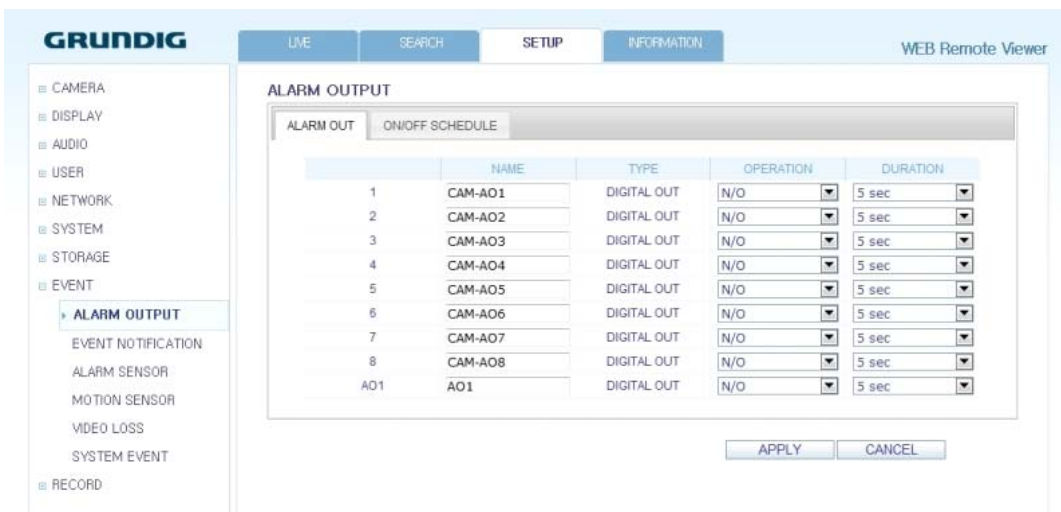 GRUNDIG
LIVE SEARCH SETUP INFORMATION
WEB Remote Viewer
CAMERA
DISPLAY
AUDIO
USER
NETWORK
SYSTEM
STORAGE
EVENT
ALARM OUTPUT
EVENT NOTIFICATION
ALARM SENSOR
MOTION SENSOR
VIDEO LOSS
SYSTEM EVENT
RECORD
ALARM OUTPUT
ALARM OUT ON/OFF SCHEDULE
NAME TYPE OPERATION DURATION
1 CAM-AO1 DIGITAL OUT N/O 5 sec
2 CAM-AO2 DIGITAL OUT N/O 5 sec
3 CAM-AO3 DIGITAL OUT N/O 5 sec
4 CAM-AO4 DIGITAL OUT N/O 5 sec
5 CAM-AO5 DIGITAL OUT N/O 5 sec
6 CAM-AO6 DIGITAL OUT N/O 5 sec
7 CAM-AO7 DIGITAL OUT N/O 5 sec
8 CAM-AO8 DIGITAL OUT N/O 5 sec
AO1 AO1 DIGITAL OUT N/O 5 sec
APPLY CANCEL